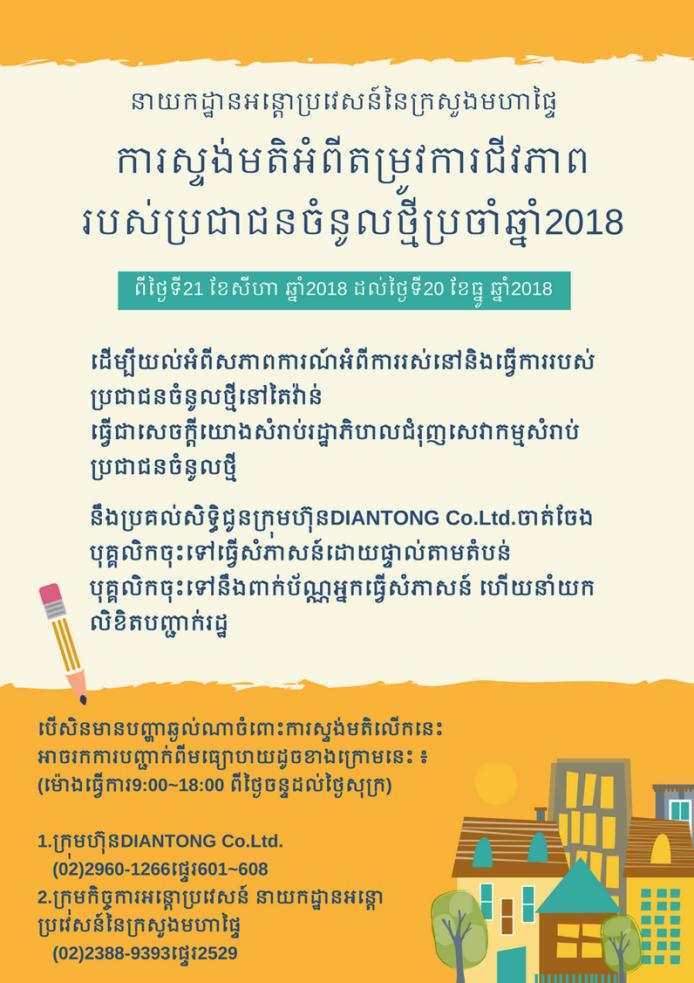 នាយកដ្ឋានអន្តោប្រវេសន៍នៃក្រសួងមហាផ្ទៃ
ការស្ទង់មតិអំពីតម្រូវការជីវភាព
របស់ប្រជាជនចំនូលថ្មីប្រចាំឆ្នាំ2018
ពីថ្ងៃទី21 ខែសីហា ឆ្នាំ2018 ដល់ថ្ងៃទី20 ខែធ្នូ ឆ្នាំ2018
ដើម្បីយល់អំពីសភាពការណ៍អំពីការរស់នៅនិងធ្វើការរបស់
ប្រជាជនចំនូលថ្មីនៅតៃវ៉ាន់
ធ្វើជាសេចក្តីយោងសំរាប់រដ្ឋាភិបាលជំរុញសេវាកម្មសំរាប់
ប្រជាជនចំនូលថ្មី
នឹងប្រគល់សិទ្ធិជូនក្រុមហ៊ុនDIANTONG Co.Ltd.ចាត់ចែង
បុគ្គលិកចុះទៅធ្វើសំភាសន៍ដោយផ្ទាល់តាមតំបន់
បុគ្គលិកចុះទៅនឹងពាក់ប័ណ្ណអ្នកធ្វើសំភាសន៍ ហើយនាំយក
លិខិតបញ្ជាក់រដ្ឋ
បើសិនមានបញ្ហាឆ្ងល់ណាចំពោះការស្ទង់មតិលើកនេះ
អាចរកការបញ្ជាក់ពីមធ្យោបាយដូចខាងក្រោមនេះ ៖
(ម៉ោងធ្វើការ9:00~18:00 ពីថ្ងៃចន្ទដល់ថ្ងៃសុក្រ)
1.ក្រុមហ៊ុនDIANTONG Co.Ltd.
(02)2960-1266ផ្ទេរ601~608
2.ក្រុមកិច្ចការអន្តោប្រវេសន៍ នាយកដ្ឋានអន្តោ
ប្រវេសន៍នៃក្រសួងមហាផ្ទៃ
(02)2388-9393ផ្ទេរ2529